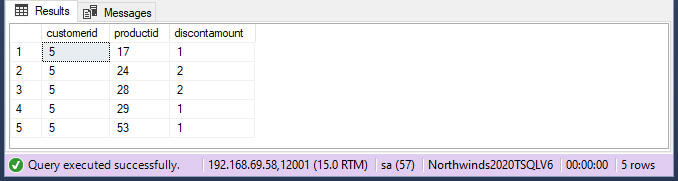 Results Messages
customerid productid discontamount
1 5 17 1
2 5 24 2
3 5 28 2
4 5 29 1
5 5 53 1
Query executed successfully. 192.168.69.58,12001 (15.0 RTM) sa (57) Northwinds2020TSQLV6 00:00:00 5 rows